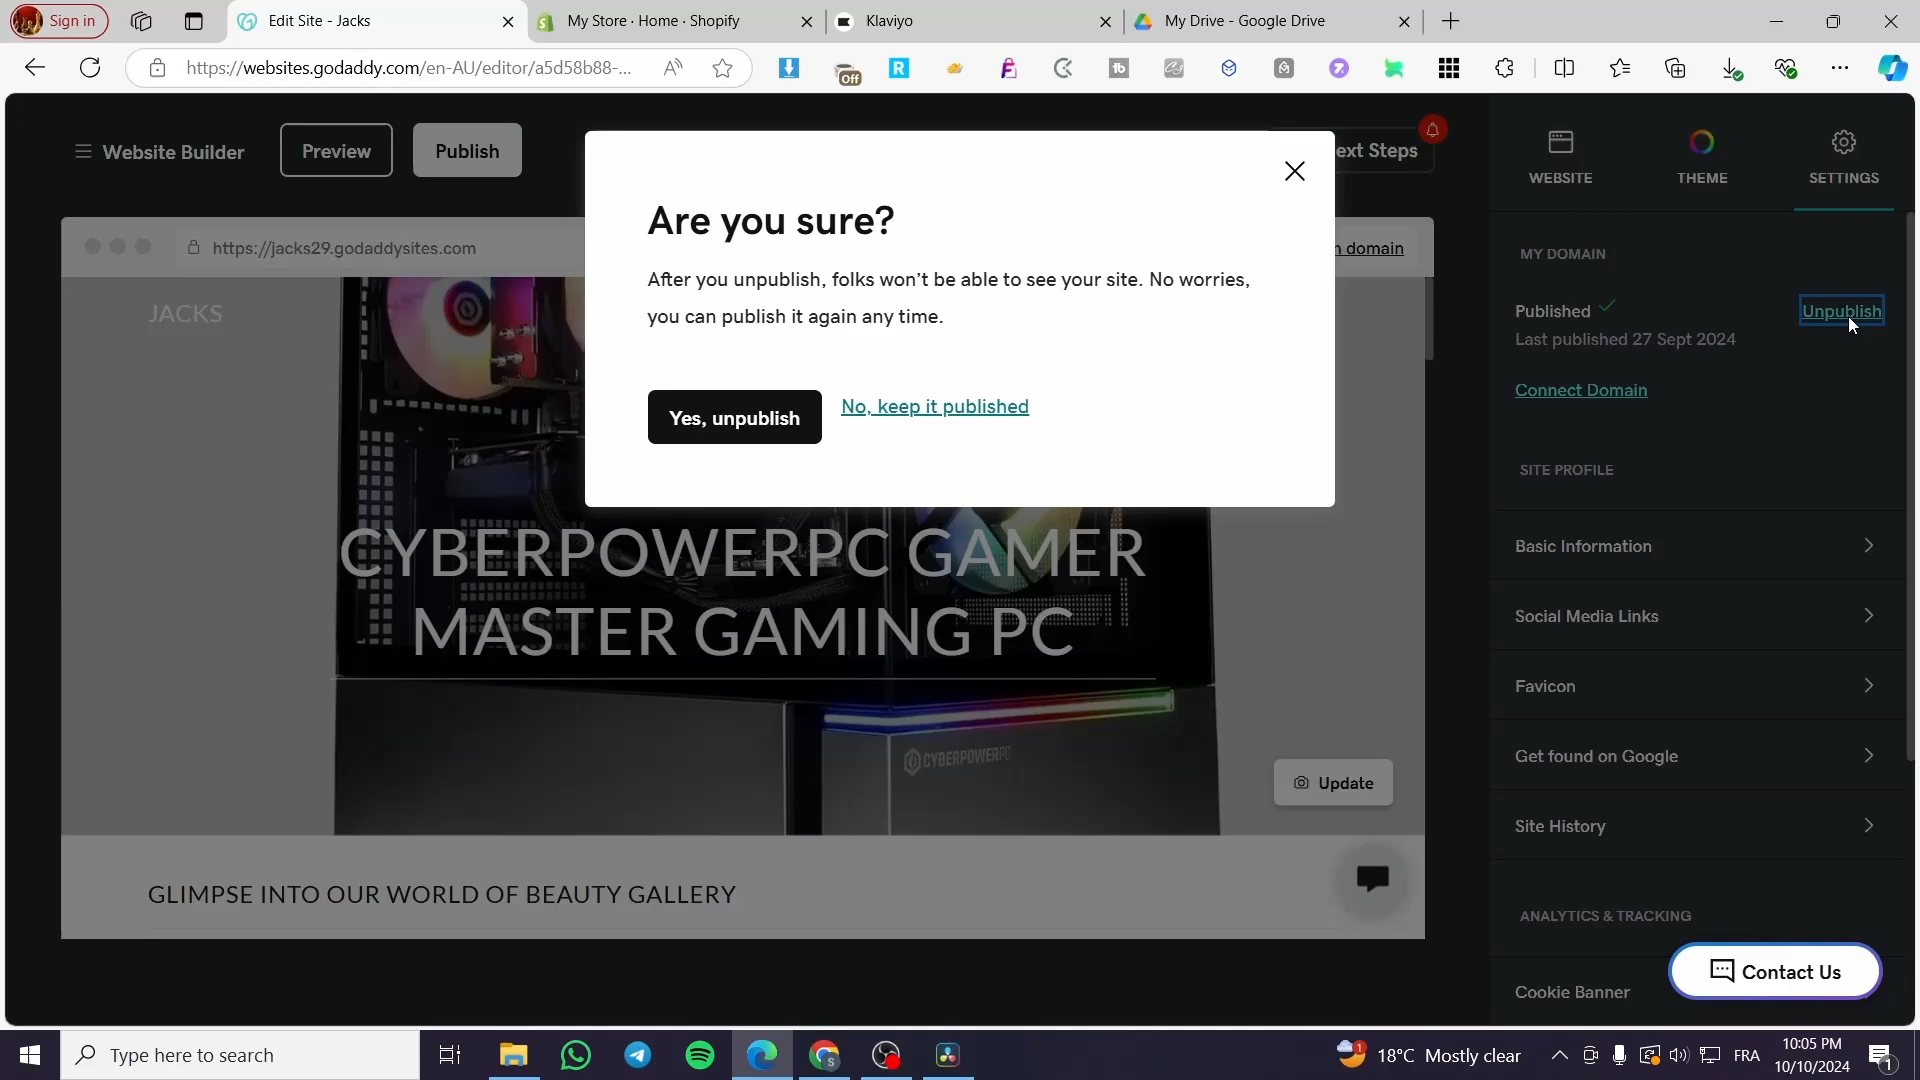 Sign in
Edit Site - Jacks
My Store · Home · Shopify
Klaviyo
My Drive - Google Drive
https://websites.godaddy.com/en-AU/editor/a5d58b88-...
Off
R
tb
Website Builder
Preview
Publish
ext Steps
WEBSITE
THEME
SETTINGS
https://jacks29.godaddysites.com
n domain
JACKS
Are you sure?
After you unpublish, folks won't be able to see your site. No worries,
you can publish it again any time.
Yes, unpublish
No, keep it published
CYBERPOWERPC GAMER
MASTER GAMING PC
CYBERPOWERPC
Update
GLIMPSE INTO OUR WORLD OF BEAUTY GALLERY
MY DOMAIN
Published
Unpublish
Last published 27 Sept 2024
Connect Domain
SITE PROFILE
Basic Information
Social Media Links
Favicon
Get found on Google
Site History
ANALYTICS & TRACKING
Contact Us
Cookie Banner
Type here to search
S
1
18°C Mostly clear
FRA
10:05 PM
10/10/2024
1